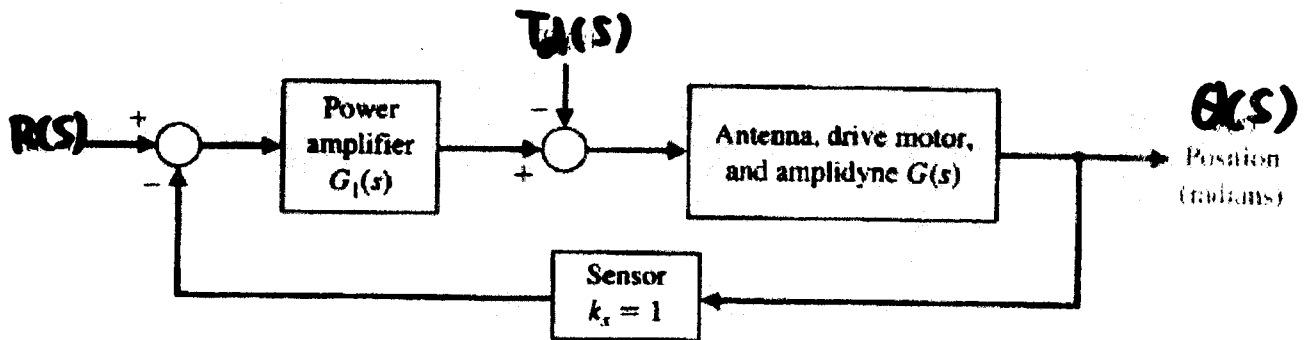 Td(s)
R(s)
+
−
Power
amplifier
G₁(s)
−
+
Antenna, drive motor,
and amplidyne G(s)
θ(s)
Position
(radians)
Sensor
kₛ = 1